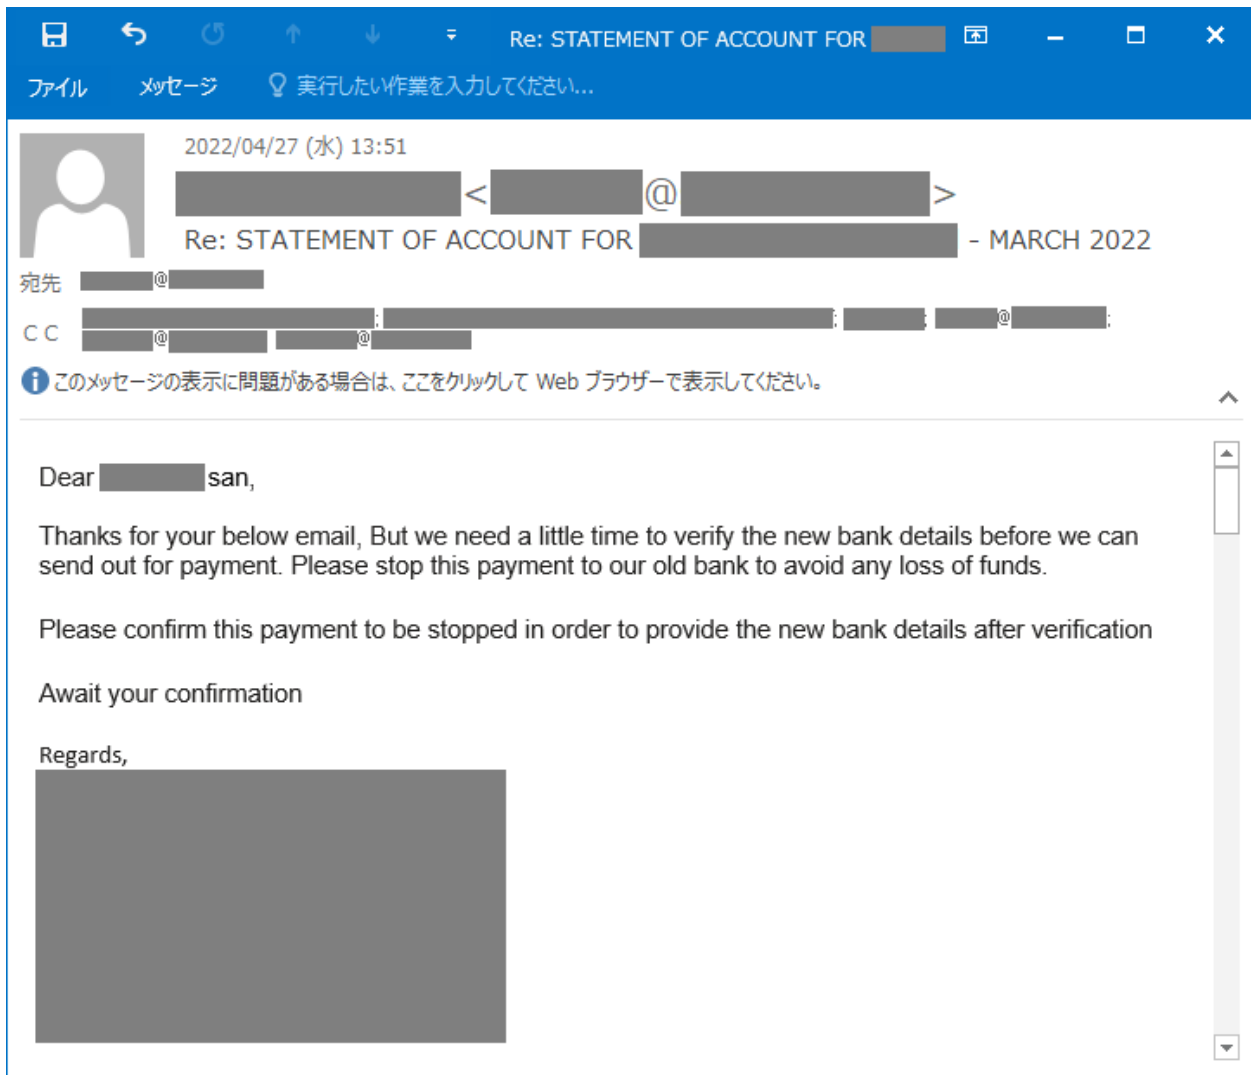 Re: STATEMENT OF ACCOUNT FOR
ファイル メッセージ 実行したい作業を入力してください...
2022/04/27 (水) 13:51
< @ >
Re: STATEMENT OF ACCOUNT FOR - MARCH 2022
宛先 @
; ; ; @ ;
CC @ @
このメッセージの表示に問題がある場合は、ここをクリックして Web ブラウザーで表示してください。
Dear san,
Thanks for your below email, But we need a little time to verify the new bank details before we can
send out for payment. Please stop this payment to our old bank to avoid any loss of funds.
Please confirm this payment to be stopped in order to provide the new bank details after verification
Await your confirmation
Regards,